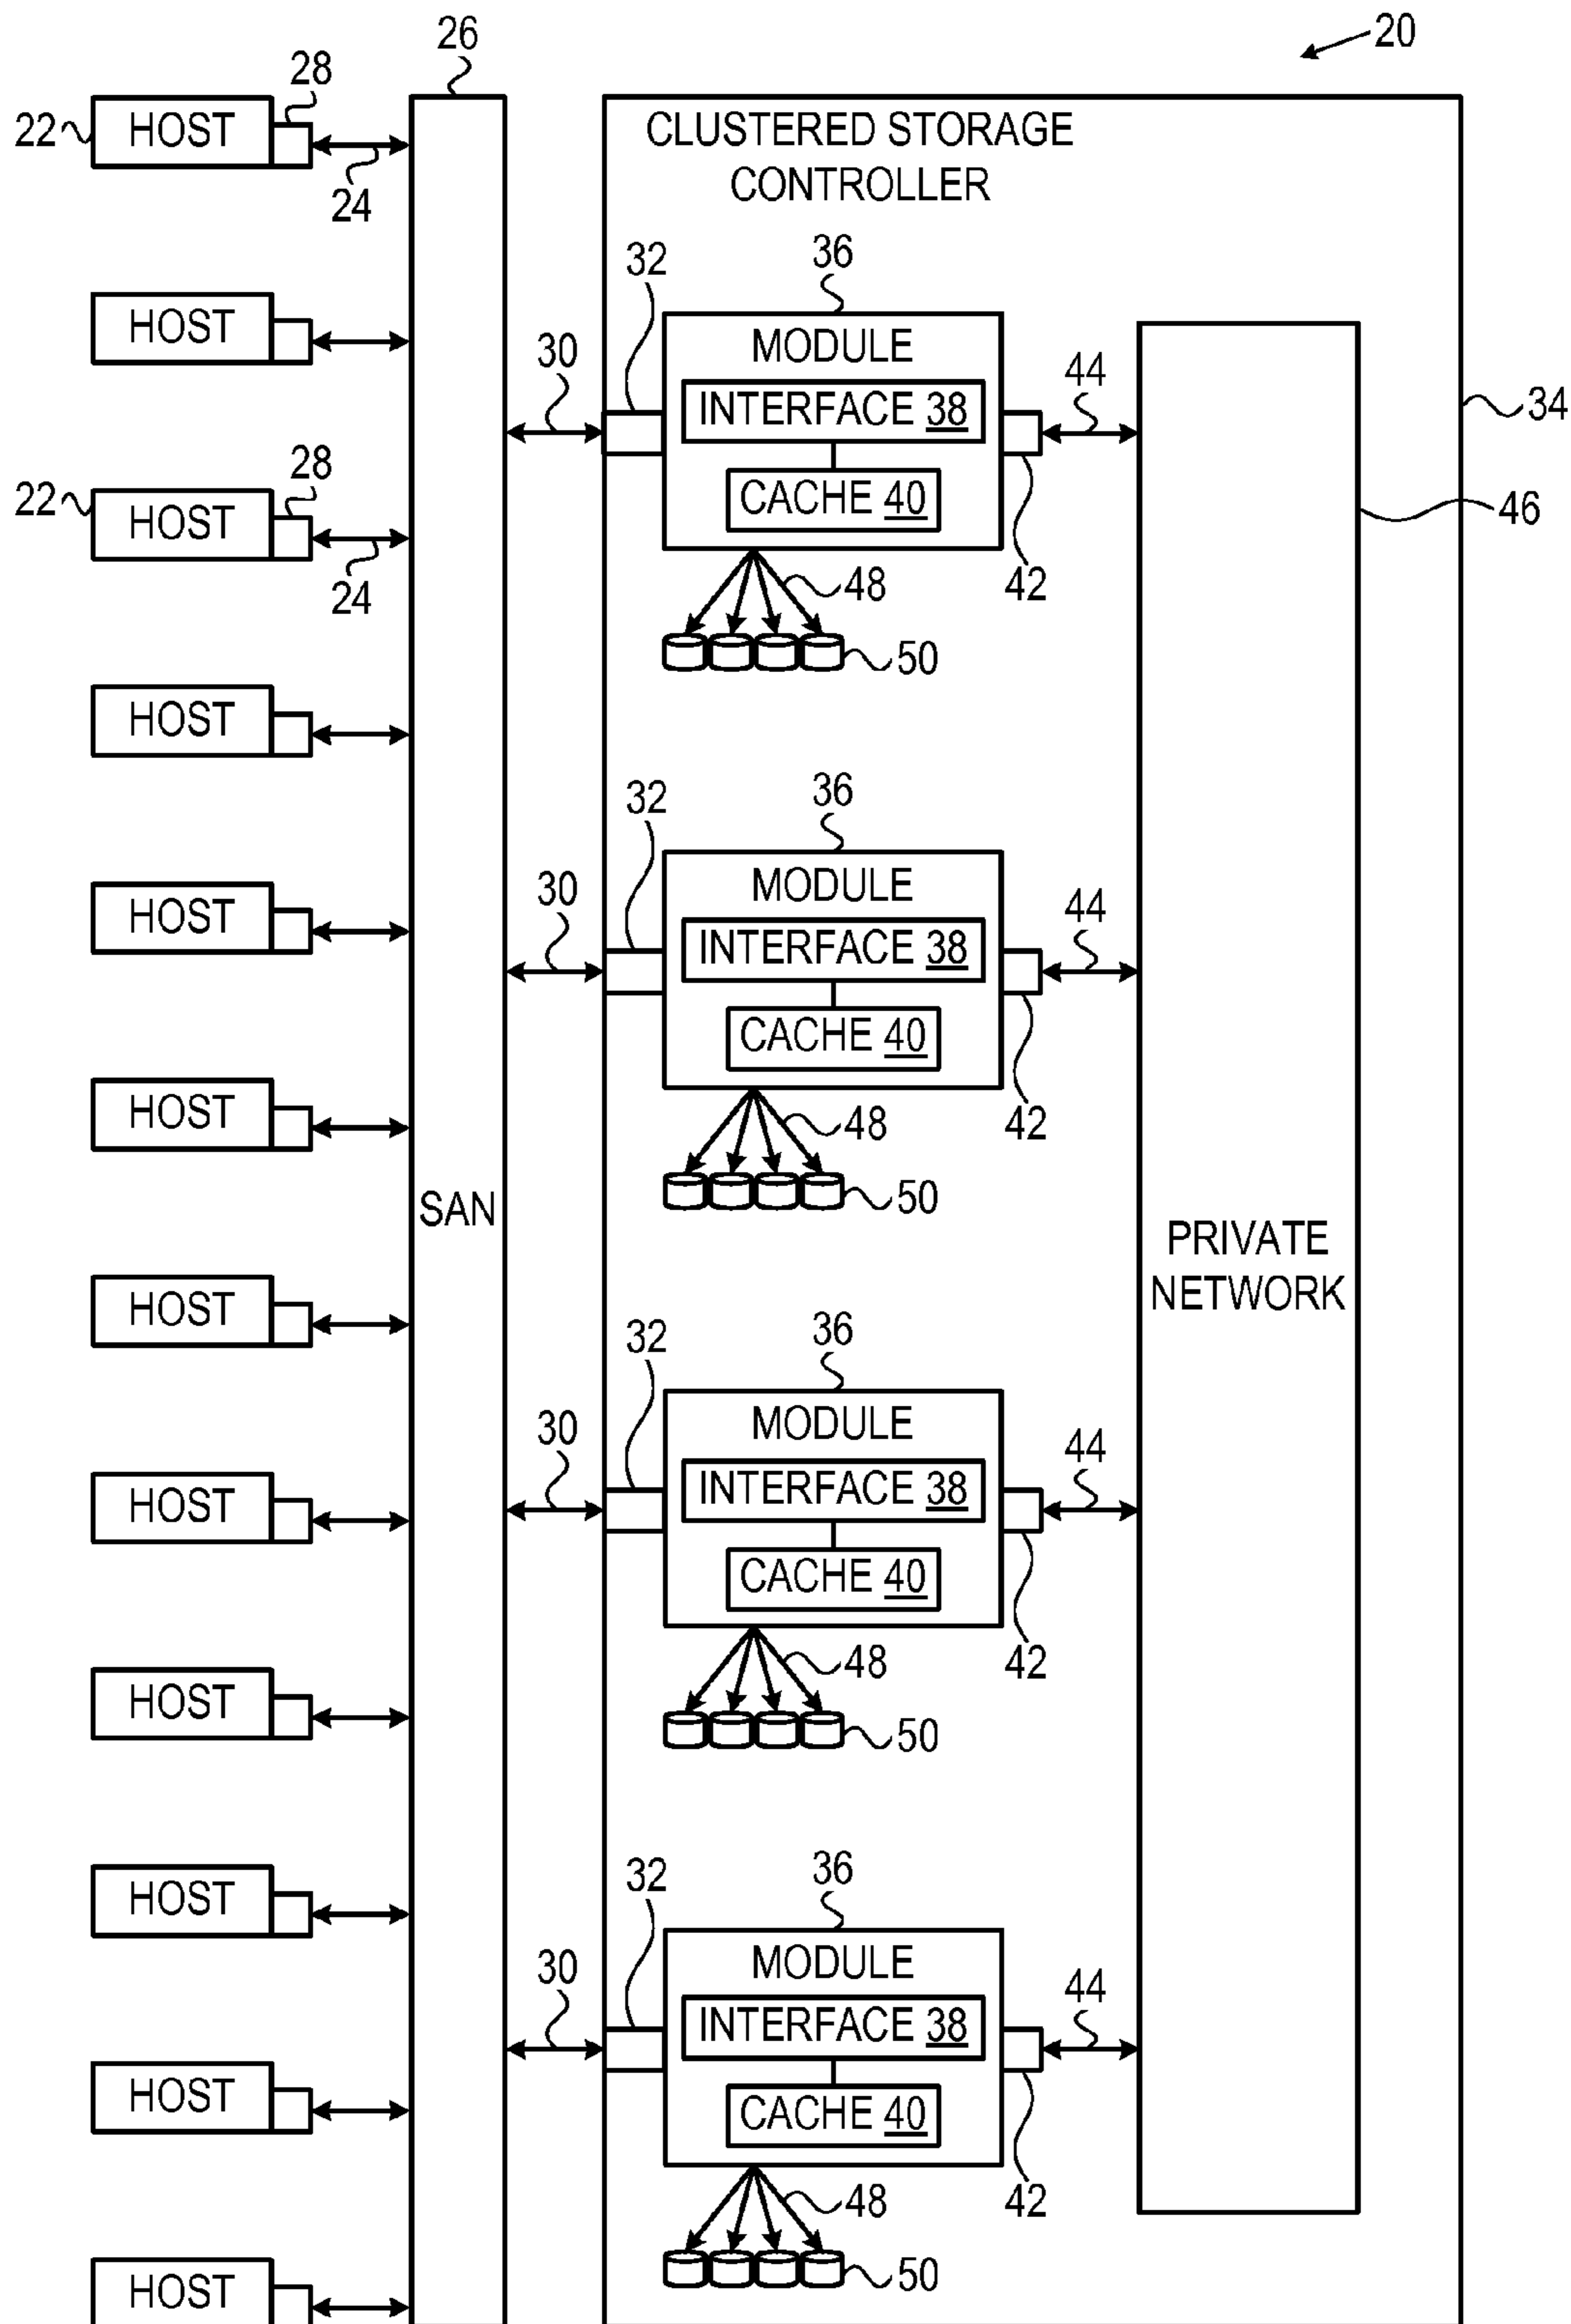 20
26
28
22
HOST
24
HOST
28
22
HOST
24
HOST
HOST
HOST
HOST
HOST
HOST
HOST
HOST
HOST
SAN
CLUSTERED STORAGE
CONTROLLER
34
46
PRIVATE
NETWORK
36
32
MODULE
30
44
INTERFACE 38
CACHE 40
48
42
50
36
32
MODULE
30
44
INTERFACE 38
CACHE 40
48
42
50
36
32
MODULE
30
44
INTERFACE 38
CACHE 40
48
42
50
36
32
MODULE
30
44
INTERFACE 38
CACHE 40
48
42
50